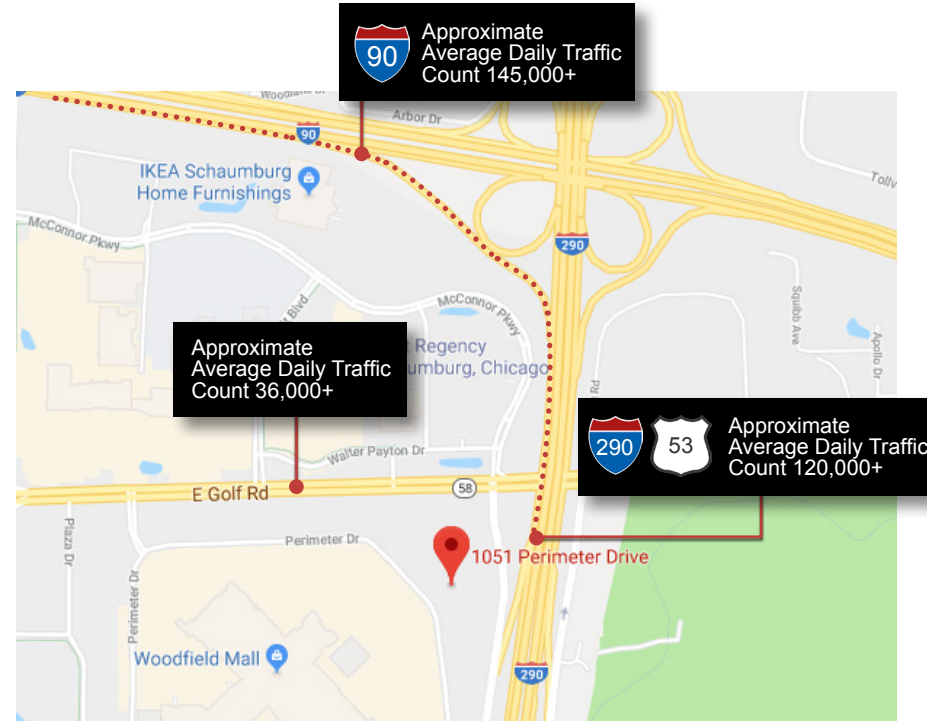 90
Approximate
Average Daily Traffic
Count 145,000+
Arbor Dr
90
IKEA Schaumburg
Home Furnishings
McConnor Pkwy
290
Squibb Ave
Apollo Dr
McConnor Pkwy
Blvd
Approximate
Average Daily Traffic
Count 36,000+
Regency
umburg, Chicago
Rd
290
53
Approximate
Average Daily Traffic
Count 120,000+
Walter Payton Dr
E Golf Rd
58
Plaza Dr
Perimeter Dr
Perimeter Dr
1051 Perimeter Drive
Woodfield Mall
290